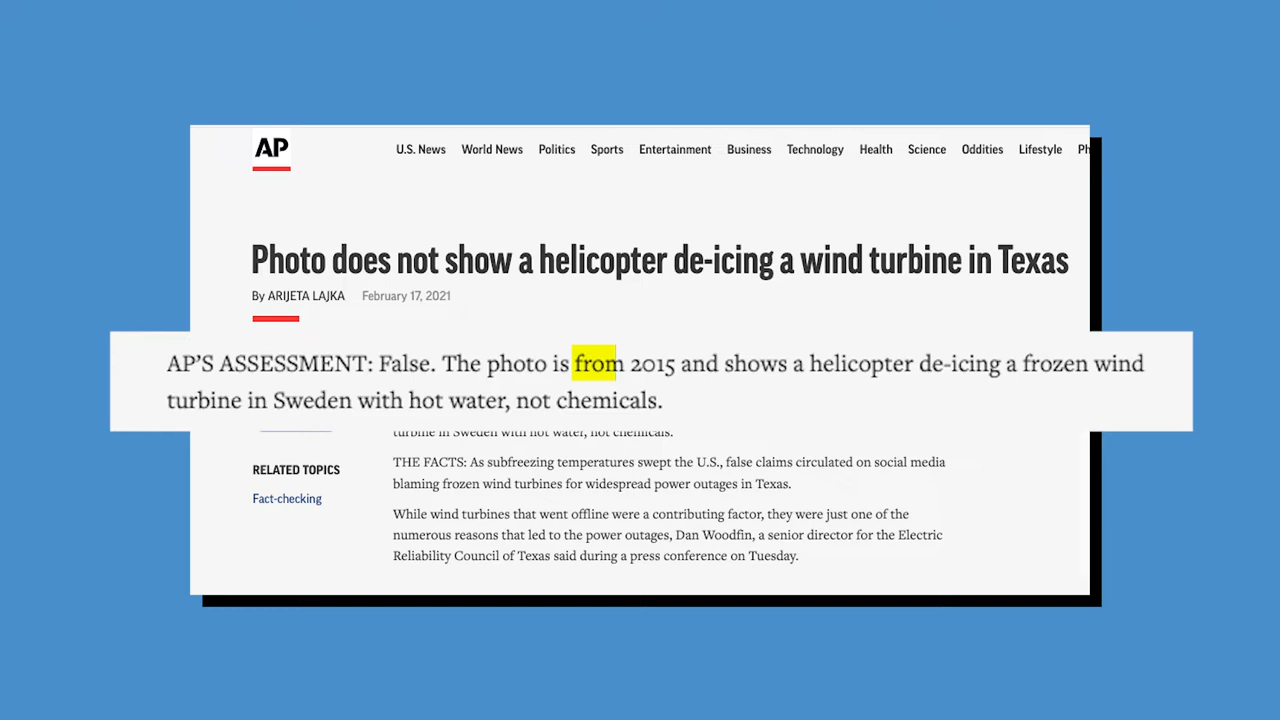 AP
U.S. News World News Politics Sports Entertainment Business Technology Health Science Oddities Lifestyle Ph
Photo does not show a helicopter de-icing a wind turbine in Texas
By ARIJETA LAJKA February 17, 2021
AP'S ASSESSMENT: False. The photo is from 2015 and shows a helicopter de-icing a frozen wind
turbine in Sweden with hot water, not chemicals.
turbine in Sweden with hot water, not chemicals.
RELATED TOPICS
Fact-checking
THE FACTS: As subfreezing temperatures swept the U.S., false claims circulated on social media
blaming frozen wind turbines for widespread power outages in Texas.
While wind turbines that went offline were a contributing factor, they were just one of the
numerous reasons that led to the power outages, Dan Woodfin, a senior director for the Electric
Reliability Council of Texas said during a press conference on Tuesday.